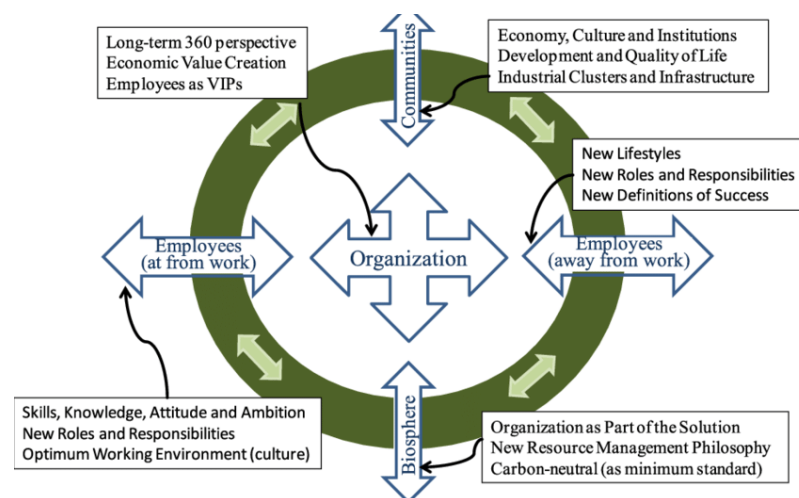 Long-term 360 perspective
Economic Value Creation
Employees as VIPs
Communities
Economy, Culture and Institutions
Development and Quality of Life
Industrial Clusters and Infrastructure
New Lifestyles
New Roles and Responsibilities
New Definitions of Success
Employees
(at from work)
Organization
Employees
(away from work)
Skills, Knowledge, Attitude and Ambition
New Roles and Responsibilities
Optimum Working Environment (culture)
Biosphere
Organization as Part of the Solution
New Resource Management Philosophy
Carbon-neutral (as minimum standard)